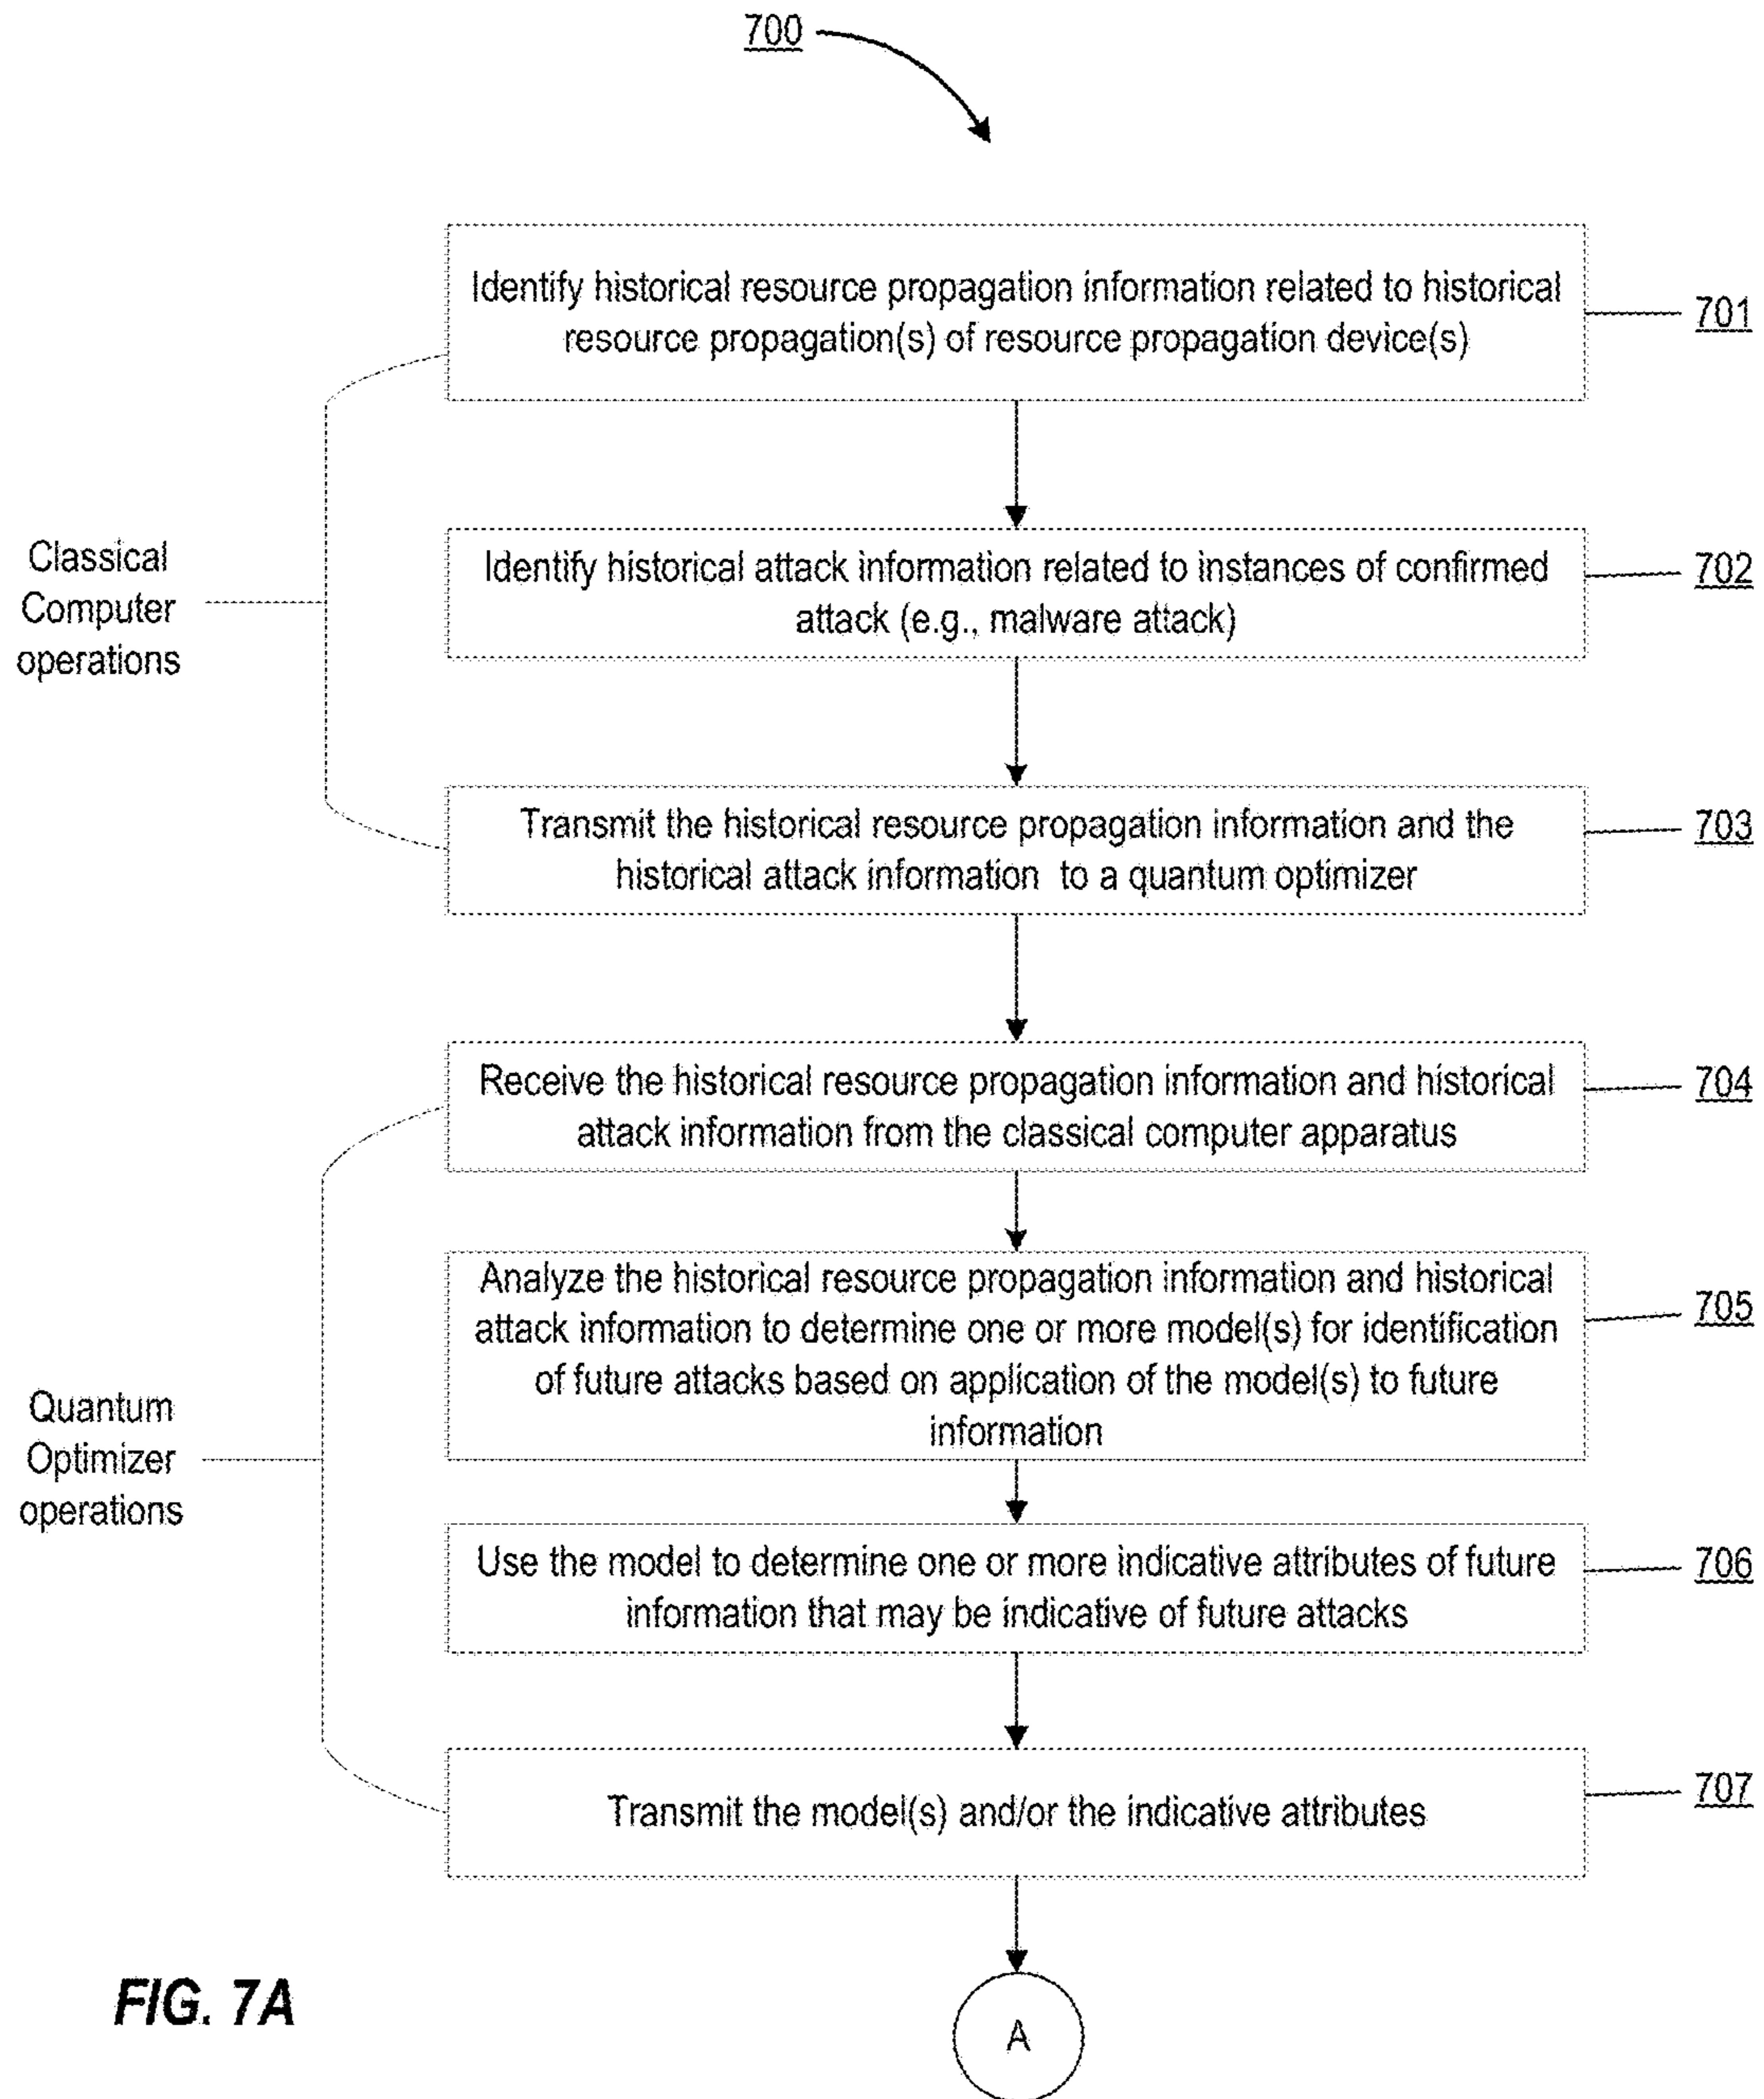 700
Identify historical resource propagation information related to historical
resource propagation(s) of resource propagation device(s)
701
Classical
Computer
operations
Identify historical attack information related to instances of confirmed
attack (e.g., malware attack)
702
Transmit the historical resource propagation information and the
historical attack information to a quantum optimizer
703
Receive the historical resource propagation information and historical
attack information from the classical computer apparatus
704
Analyze the historical resource propagation information and historical
attack information to determine one or more model(s) for identification
of future attacks based on application of the model(s) to future
information
705
Quantum
Optimizer
operations
Use the model to determine one or more indicative attributes of future
information that may be indicative of future attacks
706
Transmit the model(s) and/or the indicative attributes
707
FIG. 7A
A